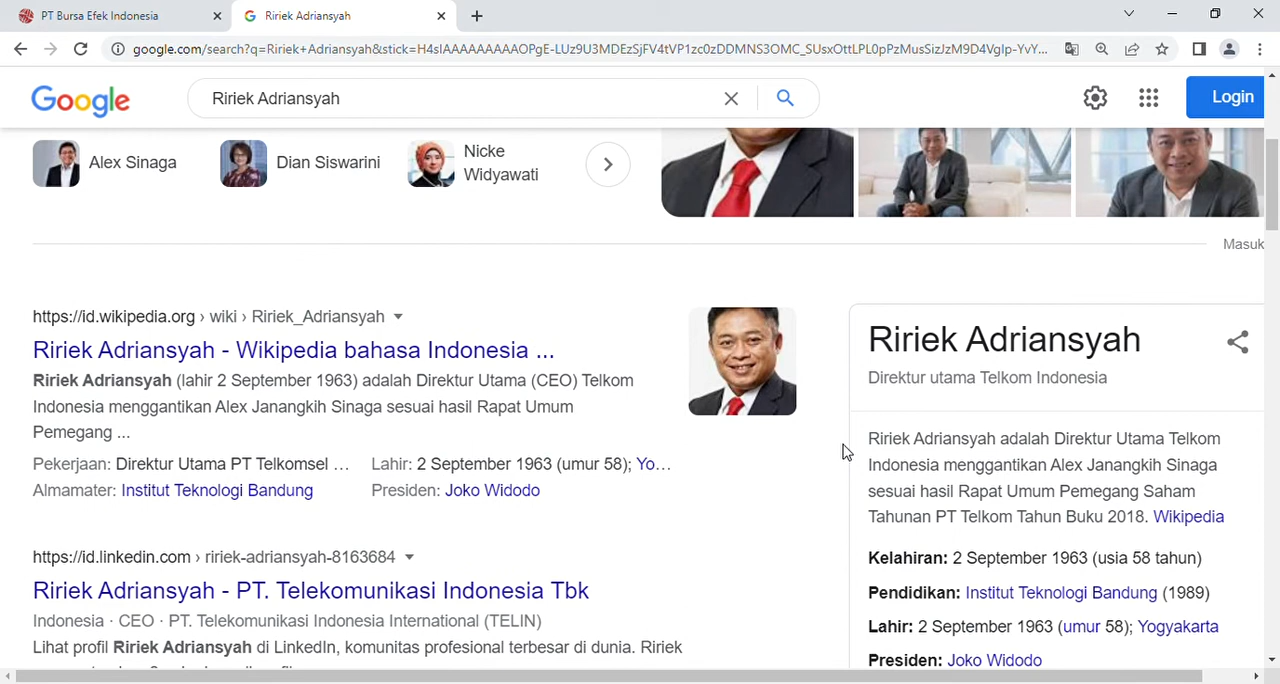 PT Bursa Efek Indonesia
Ririek Adriansyah
google.com/search?q=Ririek+Adriansyah&stick=H4sIAAAAAAAAAOPgE-LUz9U3MDEzSjFV4tVP1zc0zDDMNS3OMC_SUsxOttLPL0pPzMusSizJzM9D4Vglp-YvY...
Google
Ririek Adriansyah
Login
Alex Sinaga
Dian Siswarini
Nicke
Widyawati
Masuk
https://id.wikipedia.org › wiki › Ririek_Adriansyah
Ririek Adriansyah - Wikipedia bahasa Indonesia ...
Ririek Adriansyah (lahir 2 September 1963) adalah Direktur Utama (CEO) Telkom
Indonesia menggantikan Alex Janangkih Sinaga sesuai hasil Rapat Umum
Pemegang ...
Pekerjaan: Direktur Utama PT Telkomsel ... Lahir: 2 September 1963 (umur 58); Yo...
Almamater: Institut Teknologi Bandung Presiden: Joko Widodo
https://id.linkedin.com › ririek-adriansyah-8163684
Ririek Adriansyah - PT. Telekomunikasi Indonesia Tbk
Indonesia · CEO · PT. Telekomunikasi Indonesia International (TELIN)
Lihat profil Ririek Adriansyah di LinkedIn, komunitas profesional terbesar di dunia. Ririek
Ririek Adriansyah
Direktur utama Telkom Indonesia
Ririek Adriansyah adalah Direktur Utama Telkom
Indonesia menggantikan Alex Janangkih Sinaga
sesuai hasil Rapat Umum Pemegang Saham
Tahunan PT Telkom Tahun Buku 2018. Wikipedia
Kelahiran: 2 September 1963 (usia 58 tahun)
Pendidikan: Institut Teknologi Bandung (1989)
Lahir: 2 September 1963 (umur 58); Yogyakarta
Presiden: Joko Widodo